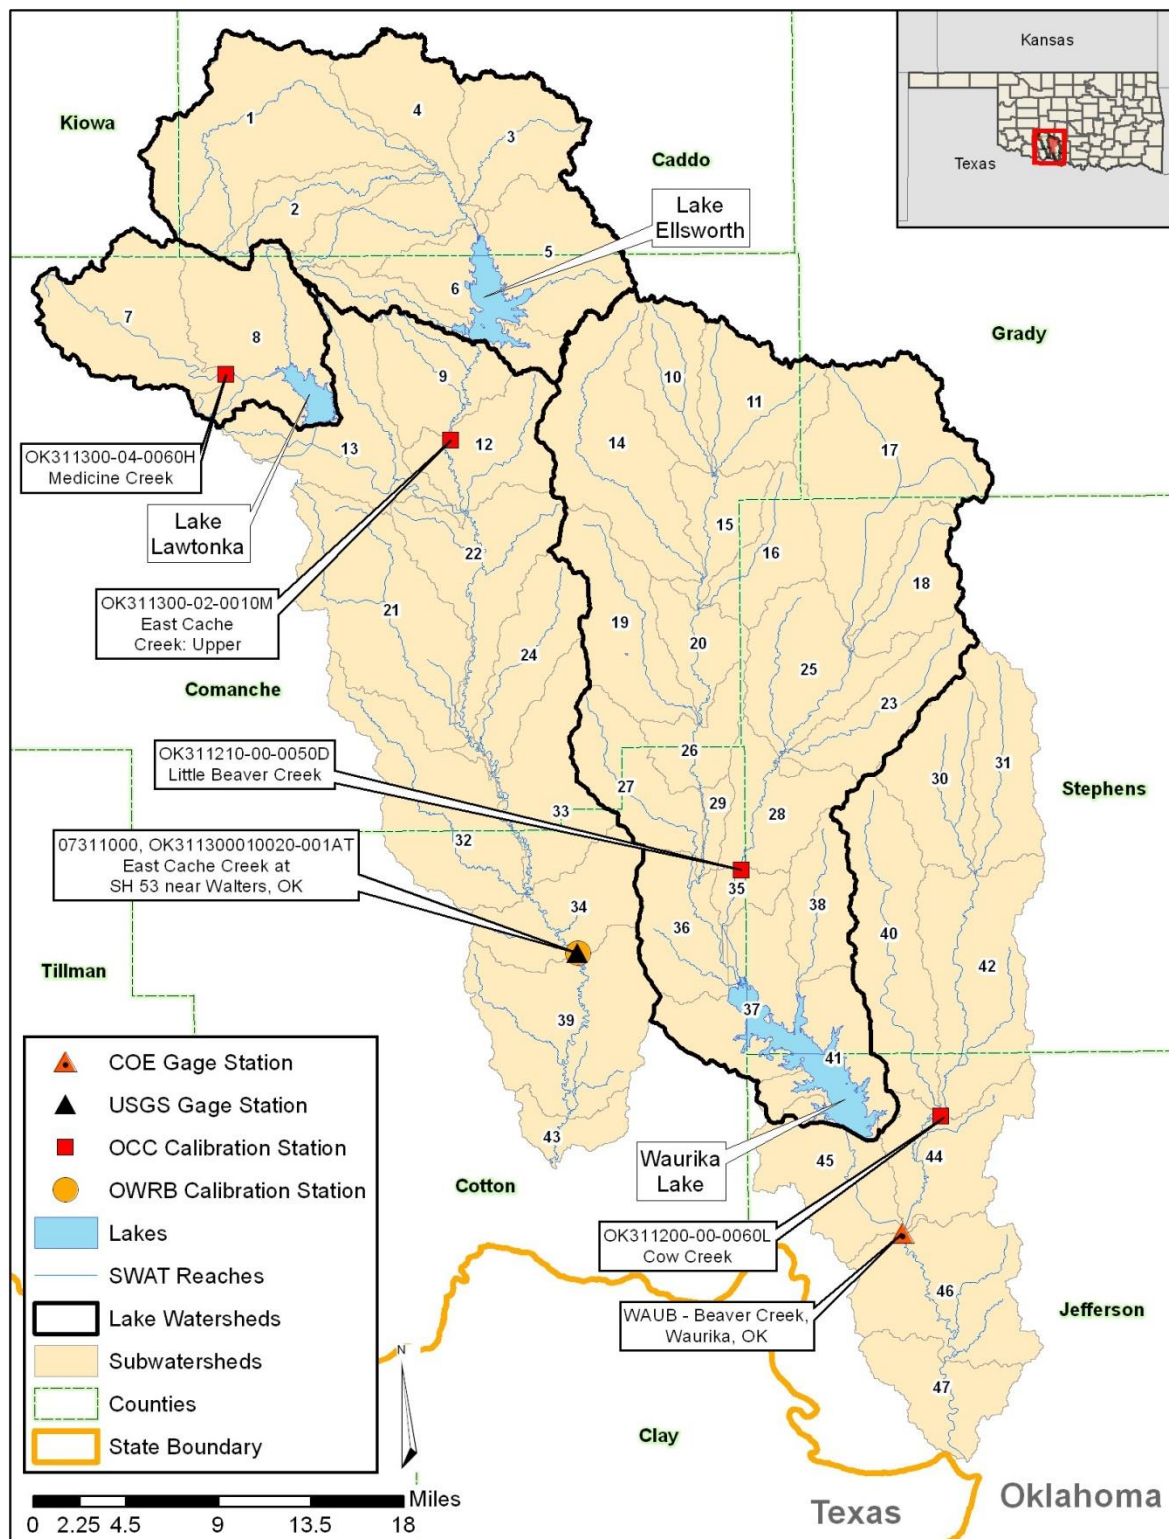 Kansas
Texas
Kiowa
1
4
3
Caddo
Lake
Ellsworth
2
5
6
7
8
Grady
9
10
11
12
13
14
17
OK311300-04-0060H
Medicine Creek
Lake
Lawtonka
15
16
22
18
OK311300-02-0010M
East Cache
Creek: Upper
21
19
20
24
25
23
Comanche
OK311210-00-0050D
Little Beaver Creek
26
27
29
28
30
31
Stephens
33
32
07311000, OK311300010020-001AT
East Cache Creek at
SH 53 near Walters, OK
35
34
36
38
40
42
Tillman
37
39
41
43
Cotton
Waurika
Lake
45
44
OK311200-00-0060L
Cow Creek
46
WAUB - Beaver Creek,
Waurika, OK
Jefferson
47
Clay
COE Gage Station
USGS Gage Station
OCC Calibration Station
OWRB Calibration Station
Lakes
SWAT Reaches
Lake Watersheds
Subwatersheds
Counties
State Boundary
N
Miles
0 2.25 4.5 9 13.5 18
Texas
Oklahoma